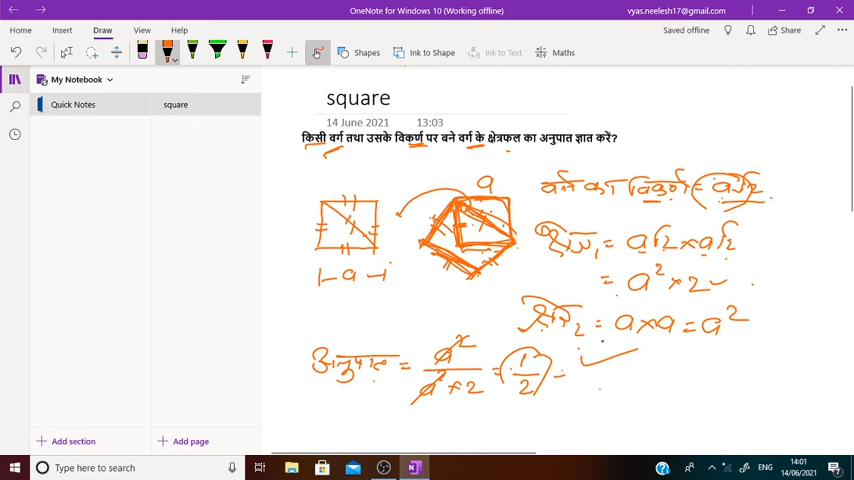 OneNote for Windows 10 (Working offline)
vyas.neelesh17@gmail.com
Home Insert Draw View Help
Saved offline Share
Shapes Ink to Shape Ink to Text Maths
My Notebook
Quick Notes
square
square
14 June 2021 13:03
किसी वर्ग तथा उसके विकर्ण पर बने वर्ग के क्षेत्रफल का अनुपात ज्ञात करें?
a
वर्ग का विकर्ण = a√2
क्षेत्र₁ = a√2 × a√2
= a² × 2
क्षेत्र₂ = a × a = a²
a
अनुपात = a² / a² × 2 = 1/2 =
Add section
Add page
Type here to search
ENG
14:01
14/06/2021
7